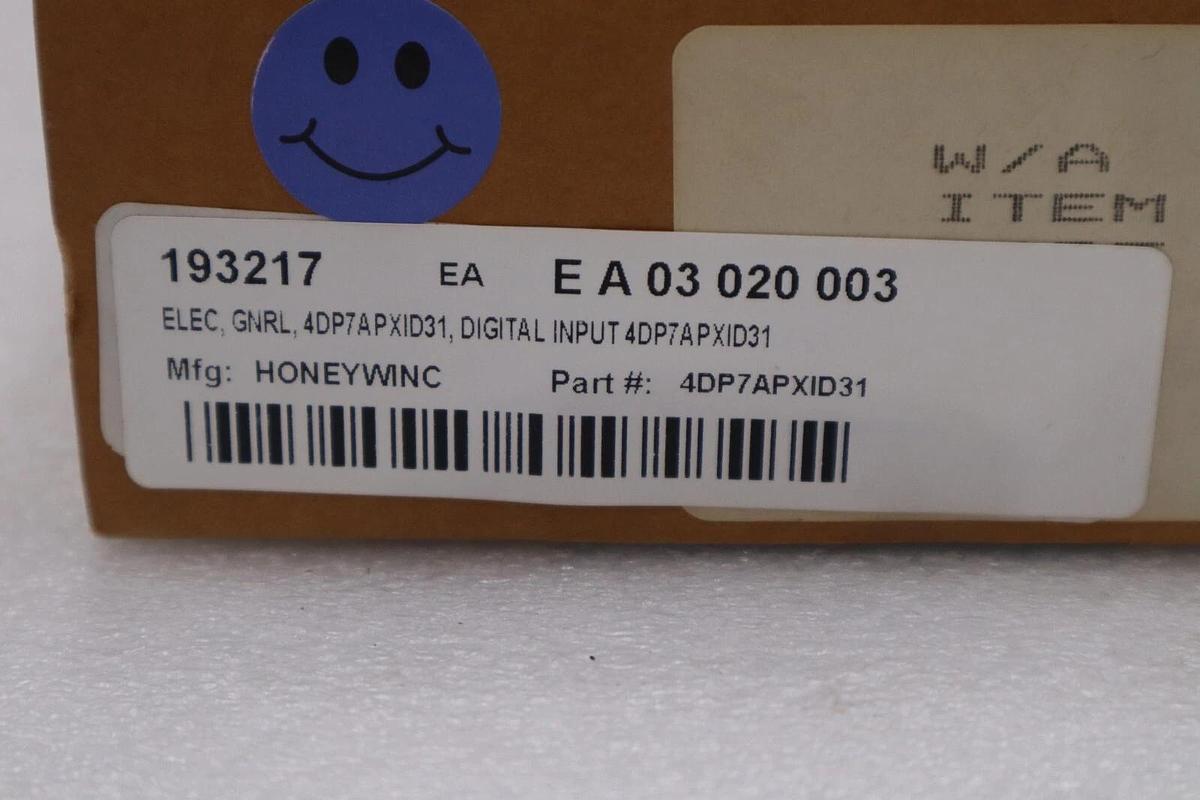 W/A
ITEM
193217 EA E A 03 020 003
ELEC, GNRL, 4DP7APXID31, DIGITAL INPUT 4DP7APXID31
Mfg: HONEYWINC Part #: 4DP7APXID31